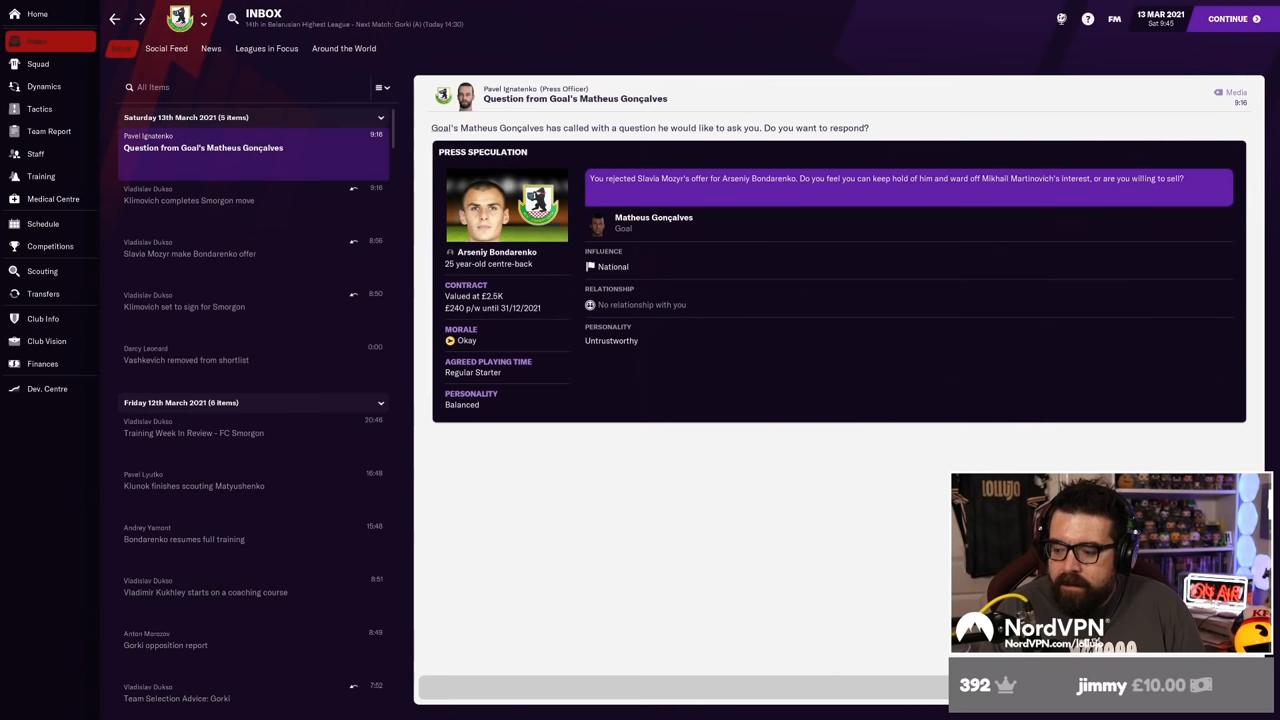 Home
INBOX
14th in Belarusian Highest League - Next Match: Gorki (A) (Today 14:30)
FM
13 MAR 2021
Sat 9:45
CONTINUE
Inbox
Squad
Dynamics
Tactics
Team Report
Staff
Training
Medical Centre
Schedule
Competitions
Scouting
Transfers
Club Info
Club Vision
Finances
Dev. Centre
Social Feed
News
Leagues in Focus
Around the World
All Items
Saturday 13th March 2021 (5 items)
Pavel Ignatenko
9:16
Question from Goal's Matheus Gonçalves
Vladislav Dukso
9:16
Klimovich completes Smorgon move
Vladislav Dukso
8:56
Slavia Mozyr make Bondarenko offer
Vladislav Dukso
8:50
Klimovich set to sign for Smorgon
Darcy Leonard
0:00
Vashkevich removed from shortlist
Friday 12th March 2021 (6 items)
Vladislav Dukso
20:46
Training Week In Review - FC Smorgon
Pavel Lyutko
16:48
Klunok finishes scouting Matyushenko
Andrey Yamont
15:48
Bondarenko resumes full training
Vladislav Dukso
8:51
Vladimir Kukhley starts on a coaching course
Anton Marazov
8:49
Gorki opposition report
Vladislav Dukso
7:52
Team Selection Advice: Gorki
Pavel Ignatenko (Press Officer)
Question from Goal's Matheus Gonçalves
Media
9:16
Goal's Matheus Gonçalves has called with a question he would like to ask you. Do you want to respond?
PRESS SPECULATION
You rejected Slavia Mozyr's offer for Arseniy Bondarenko. Do you feel you can keep hold of him and ward off Mikhail Martinovich's interest, or are you willing to sell?
Matheus Gonçalves
Goal
INFLUENCE
National
RELATIONSHIP
No relationship with you
PERSONALITY
Untrustworthy
Arseniy Bondarenko
25 year-old centre-back
CONTRACT
Valued at £2.5K
£240 p/w until 31/12/2021
MORALE
Okay
AGREED PLAYING TIME
Regular Starter
PERSONALITY
Balanced
lollujo
ON AIR
NordVPN®
NordVPN.com/lollujo
392
jimmy £10.00